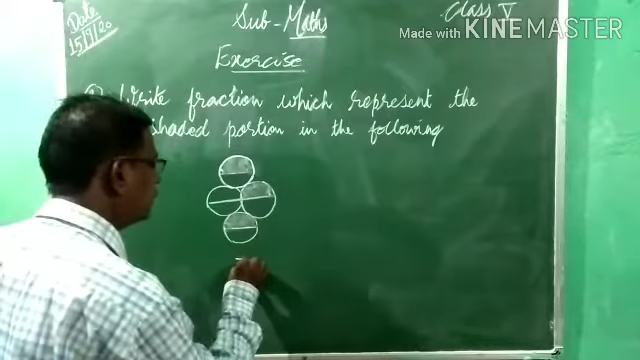 Date
15/9/20
Sub - Maths
Class V
Made with KINEMASTER
Exercise
Write fraction which represent the
shaded portion in the following